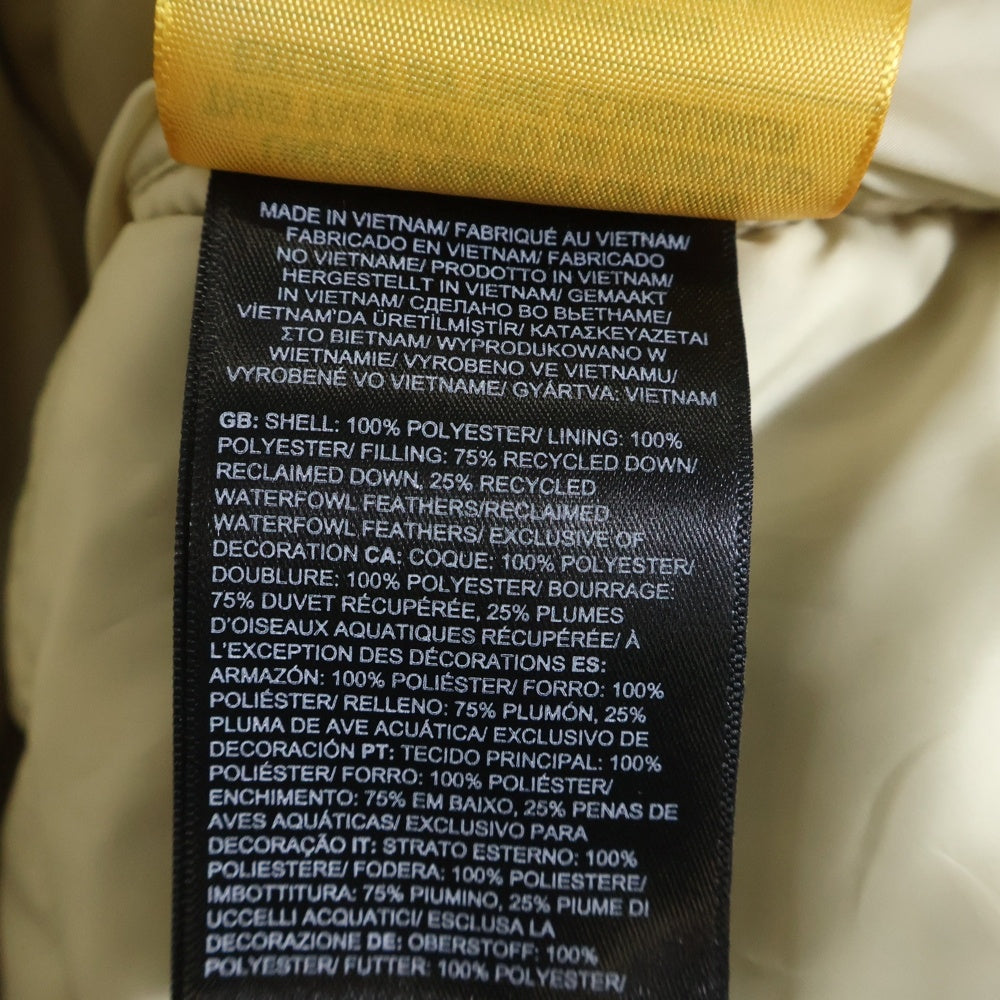 MADE IN VIETNAM/ FABRIQUÉ AU VIETNAM/
FABRICADO EN VIETNAM/ FABRICADO
NO VIETNAME/ PRODOTTO IN VIETNAM/
HERGESTELLT IN VIETNAM/ GEMAAKT
IN VIETNAM/ СДЕЛАНО ВО ВЬЕТНАМЕ/
VİETNAM'DA ÜRETİLMİŞTİR/ ΚΑΤΑΣΚΕΥΑΖΕΤΑΙ
ΣΤΟ ΒΙΕΤΝΑΜ/ WYPRODUKOWANO W
WIETNAMIE/ VYROBENO VE VIETNAMU/
VYROBENÉ VO VIETNAME/ GYÁRTVA: VIETNAM
GB: SHELL: 100% POLYESTER/ LINING: 100%
POLYESTER/ FILLING: 75% RECYCLED DOWN/
RECLAIMED DOWN, 25% RECYCLED
WATERFOWL FEATHERS/RECLAIMED
WATERFOWL FEATHERS/ EXCLUSIVE OF
DECORATION CA: COQUE: 100% POLYESTER/
DOUBLURE: 100% POLYESTER/ BOURRAGE:
75% DUVET RÉCUPÉRÉE, 25% PLUMES
D'OISEAUX AQUATIQUES RÉCUPÉRÉE/ À
L'EXCEPTION DES DÉCORATIONS ES:
ARMAZÓN: 100% POLIÉSTER/ FORRO: 100%
POLIÉSTER/ RELLENO: 75% PLUMÓN, 25%
PLUMA DE AVE ACUÁTICA/ EXCLUSIVO DE
DECORACIÓN PT: TECIDO PRINCIPAL: 100%
POLIÉSTER/ FORRO: 100% POLIÉSTER/
ENCHIMENTO: 75% EM BAIXO, 25% PENAS DE
AVES AQUÁTICAS/ EXCLUSIVO PARA
DECORAÇÃO IT: STRATO ESTERNO: 100%
POLIESTERE/ FODERA: 100% POLIESTERE/
IMBOTTITURA: 75% PIUMINO, 25% PIUME DI
UCCELLI ACQUATICI/ ESCLUSA LA
DECORAZIONE DE: OBERSTOFF: 100%
POLYESTER/ FUTTER: 100% POLYESTER/